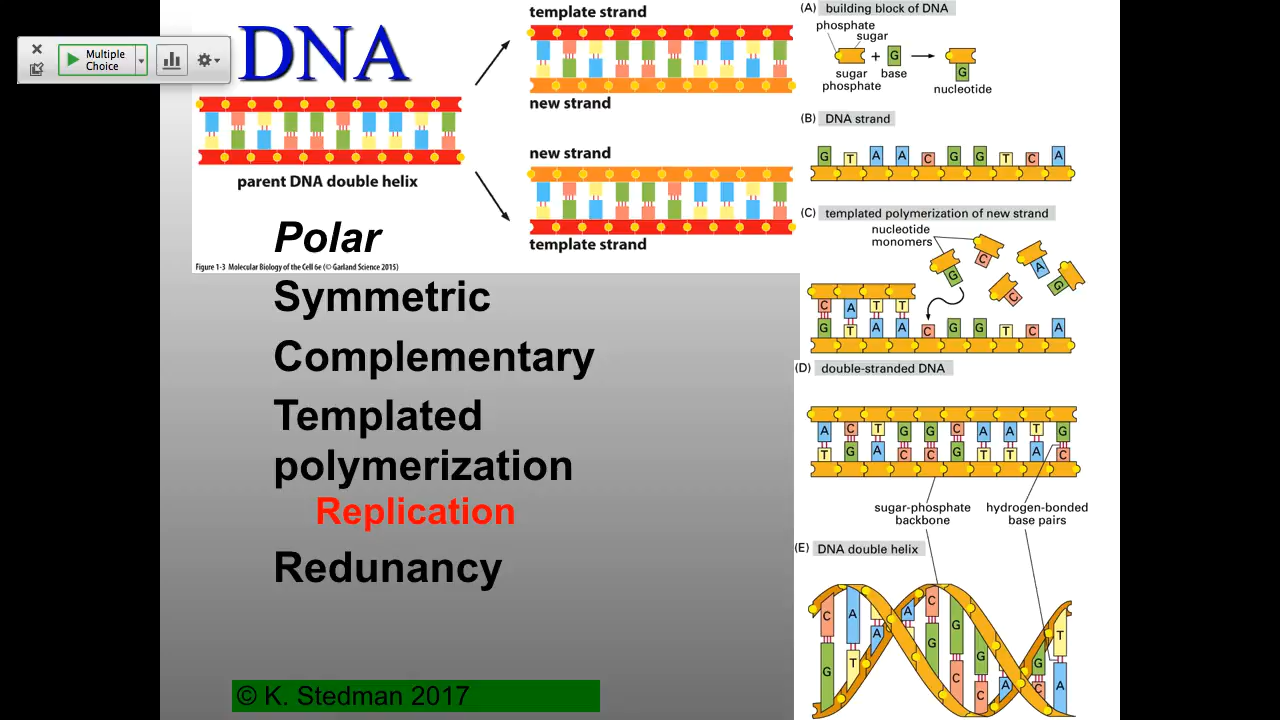 Multiple
Choice
DNA
parent DNA double helix
template strand
new strand
new strand
template strand
Polar
Figure 1-3 Molecular Biology of the Cell 6e (© Garland Science 2015)
Symmetric
Complementary
Templated
polymerization
Replication
Redunancy
© K. Stedman 2017
(A) building block of DNA
phosphate
sugar
+ G
sugar base
phosphate
G
nucleotide
(B) DNA strand
G T A A C G G T C A
(C) templated polymerization of new strand
nucleotide
monomers
G C A G C
C A T T
G T A A C G G T C A
(D) double-stranded DNA
A C T G G C A A T G
T G A C C G T T A C
sugar-phosphate
backbone
hydrogen-bonded
base pairs
(E) DNA double helix
C A A A C G G G T
G T G C C A C A